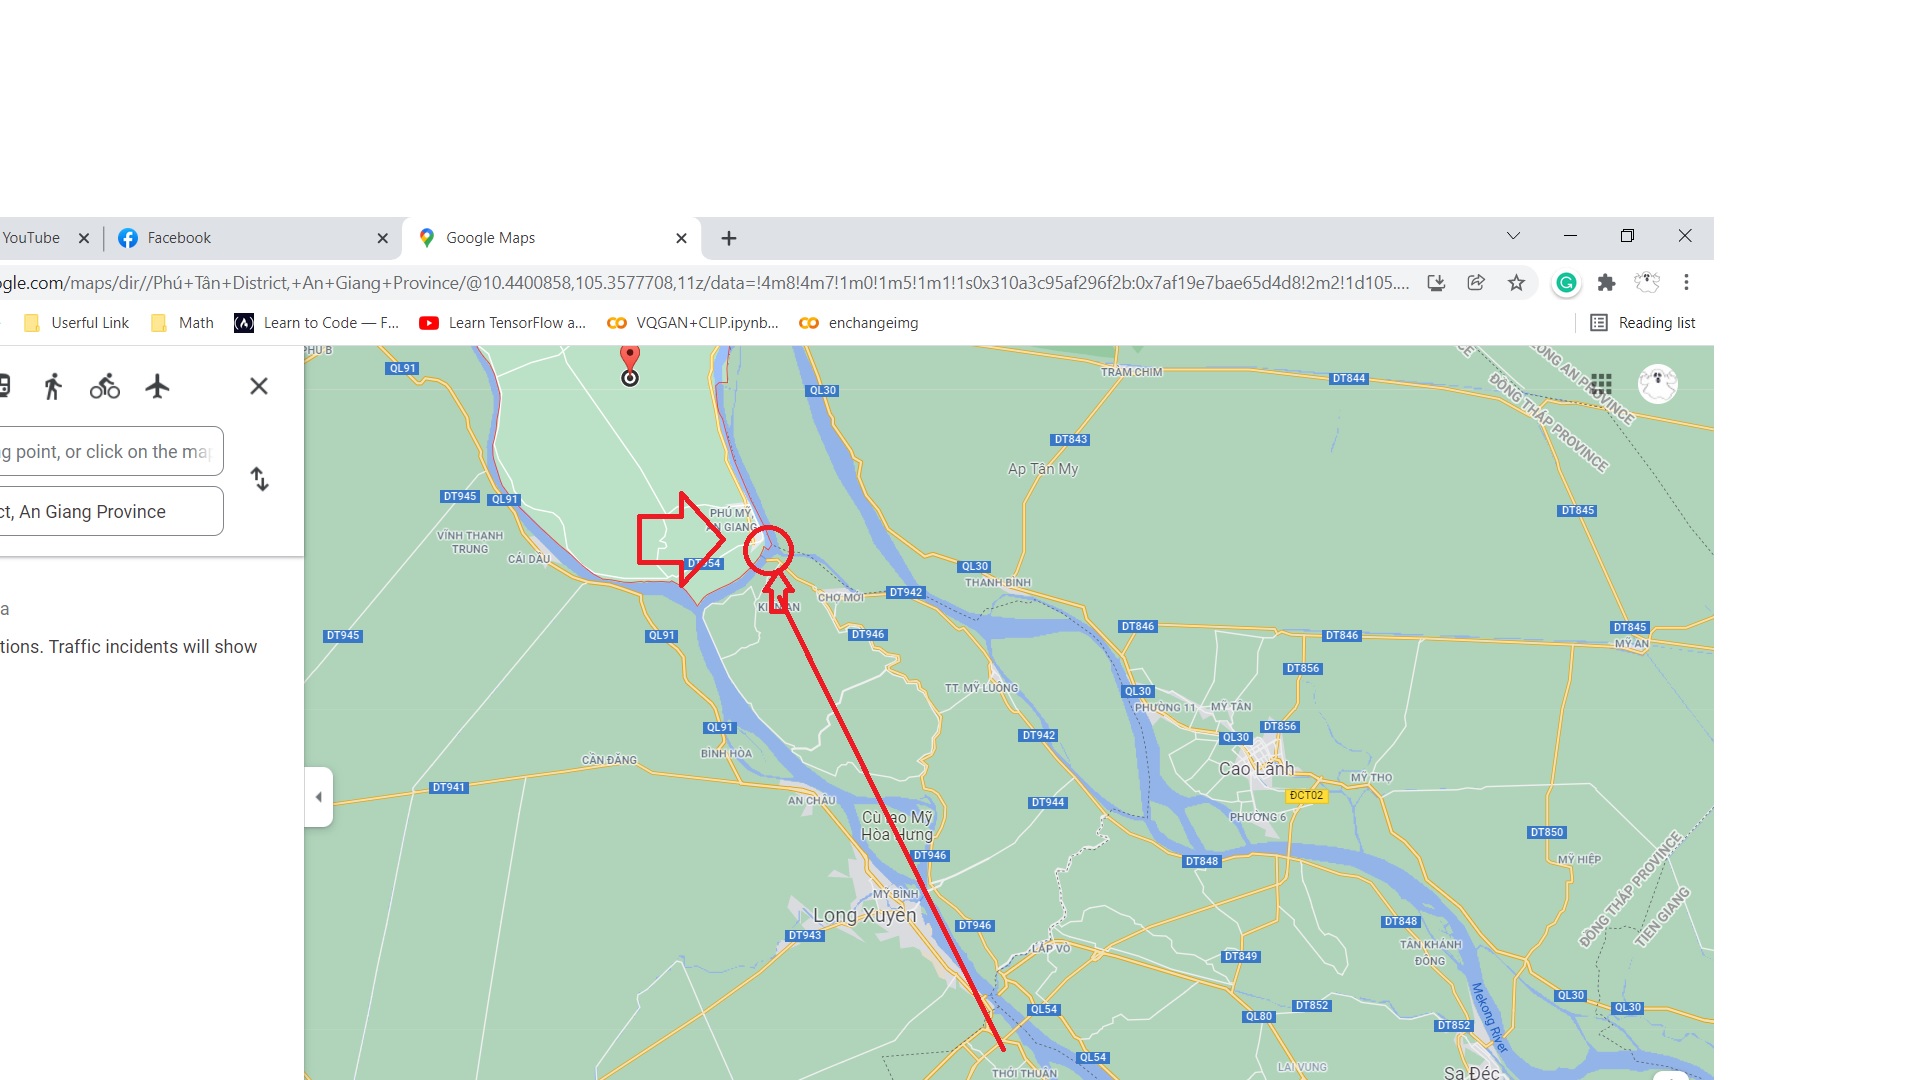 YouTube
Facebook
Google Maps
gle.com/maps/dir//Phú+Tân+District,+An+Giang+Province/@10.4400858,105.3577708,11z/data=!4m8!4m7!1m0!1m5!1m1!1s0x310a3c95af296f2b:0x7af19e7bae65d4d8!2m2!1d105....
Userful Link
Math
Learn to Code — F...
Learn TensorFlow a...
VQGAN+CLIP.ipynb...
enchangeimg
Reading list
g point, or click on the map
ct, An Giang Province
a
tions. Traffic incidents will show
PHÚ B
QL91
QL30
TRÀM CHIM
DT844
LONG AN PROVINCE
ĐỒNG THÁP PROVINCE
DT843
Ap Tân My
DT945
QL91
DT845
PHÚ MỸ,
AN GIANG
VĨNH THẠNH
TRUNG
CÁI DẦU
DT954
QL30
THANH BÌNH
CHỢ MỚI
DT942
KIẾN AN
DT945
QL91
DT946
DT846
DT846
DT845
MỸ AN
DT856
TT. MỸ LUÔNG
QL30
PHƯỜNG 11
MỸ TÂN
QL91
DT942
QL30
DT856
BÌNH HÒA
CẦN ĐĂNG
Cao Lãnh
MỸ THỌ
DT941
AN CHÂU
DT944
ĐCT02
Cù lao Mỹ
Hòa Hưng
PHƯỜNG 6
DT850
DT946
DT848
MỸ HIỆP
ĐỒNG THÁP PROVINCE
TIEN GIANG
MỸ BÌNH
Long Xuyên
DT943
DT946
DT848
LẤP VÒ
TÂN KHÁNH
ĐÔNG
DT849
QL54
QL80
DT852
Mekong River
QL30
QL30
DT852
QL54
THỚI THUẬN
LAI VUNG
Sa Đéc